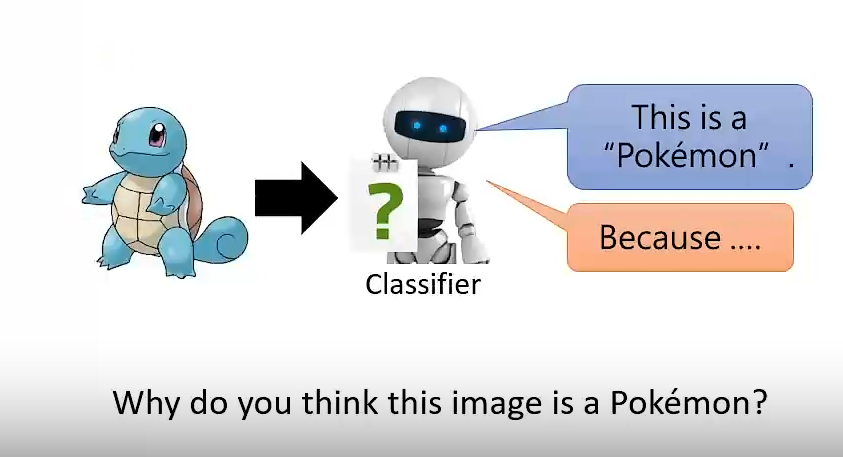 This is a
“Pokémon” .
?
Because ....
Classifier
Why do you think this image is a Pokémon?